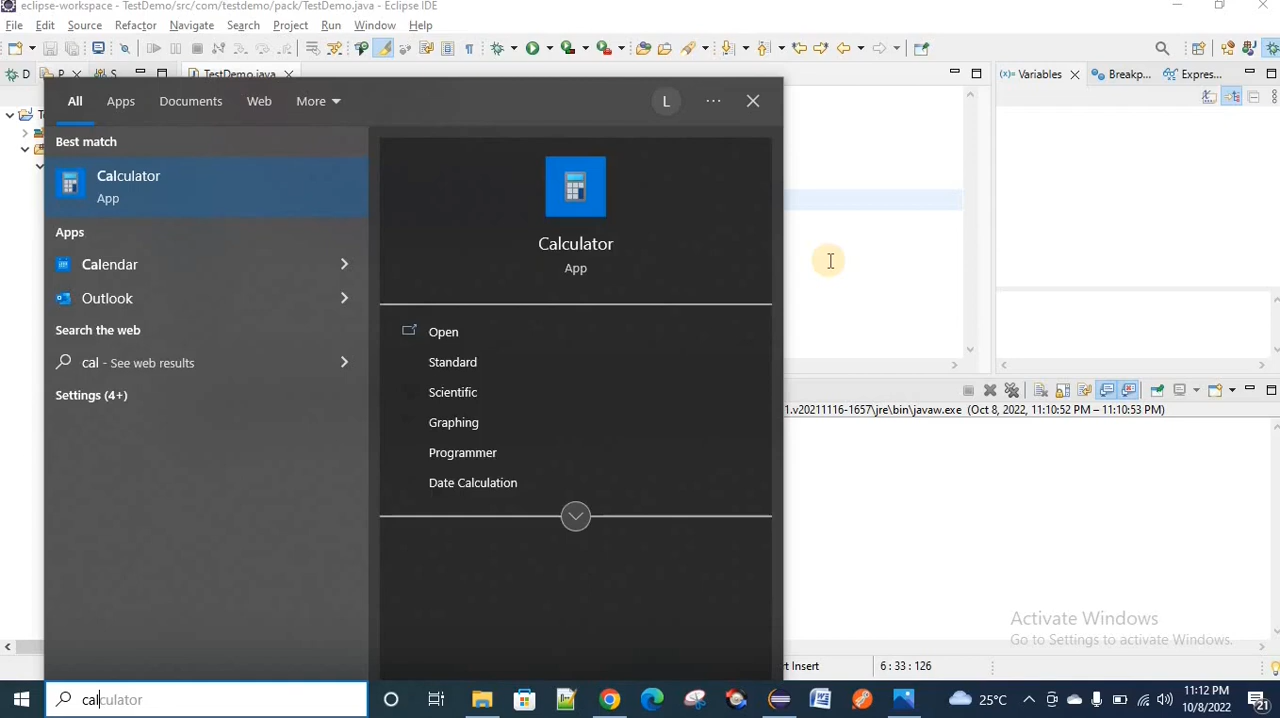 eclipse-workspace - TestDemo/src/com/testdemo/pack/TestDemo.java - Eclipse IDE
File Edit Source Refactor Navigate Search Project Run Window Help
D P S TestDemo.java
(x)= Variables Breakp... Expres...
All Apps Documents Web More L
Best match
Calculator
App
Apps
Calendar
Outlook
Search the web
cal - See web results
Settings (4+)
Calculator
App
Open
Standard
Scientific
Graphing
Programmer
Date Calculation
1.v20211116-1657\jre\bin\javaw.exe (Oct 8, 2022, 11:10:52 PM – 11:10:53 PM)
Activate Windows
Go to Settings to activate Windows.
rt Insert 6 : 33 : 126
calculator
25°C
11:12 PM
10/8/2022
21